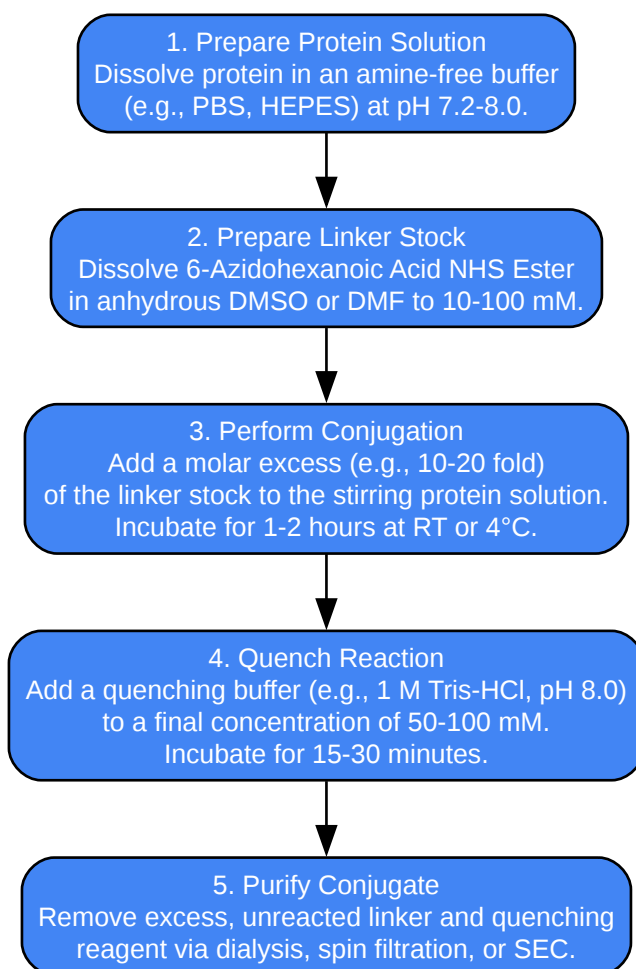 1. Prepare Protein Solution
Dissolve protein in an amine-free buffer
(e.g., PBS, HEPES) at pH 7.2-8.0.
2. Prepare Linker Stock
Dissolve 6-Azidohexanoic Acid NHS Ester
in anhydrous DMSO or DMF to 10-100 mM.
3. Perform Conjugation
Add a molar excess (e.g., 10-20 fold)
of the linker stock to the stirring protein solution.
Incubate for 1-2 hours at RT or 4°C.
4. Quench Reaction
Add a quenching buffer (e.g., 1 M Tris-HCl, pH 8.0)
to a final concentration of 50-100 mM.
Incubate for 15-30 minutes.
5. Purify Conjugate
Remove excess, unreacted linker and quenching
reagent via dialysis, spin filtration, or SEC.